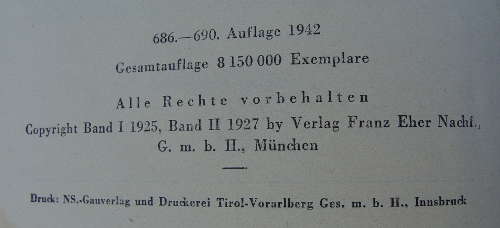 686.—690. Auflage 1942
Gesamtauflage 8 150 000 Exemplare
Alle Rechte vorbehalten
Copyright Band I 1925, Band II 1927 by Verlag Franz Eher Nachf.,
G. m. b. H., München
Druck: NS.-Gauverlag und Druckerei Tirol-Vorarlberg Ges. m. b. H., Innsbruck